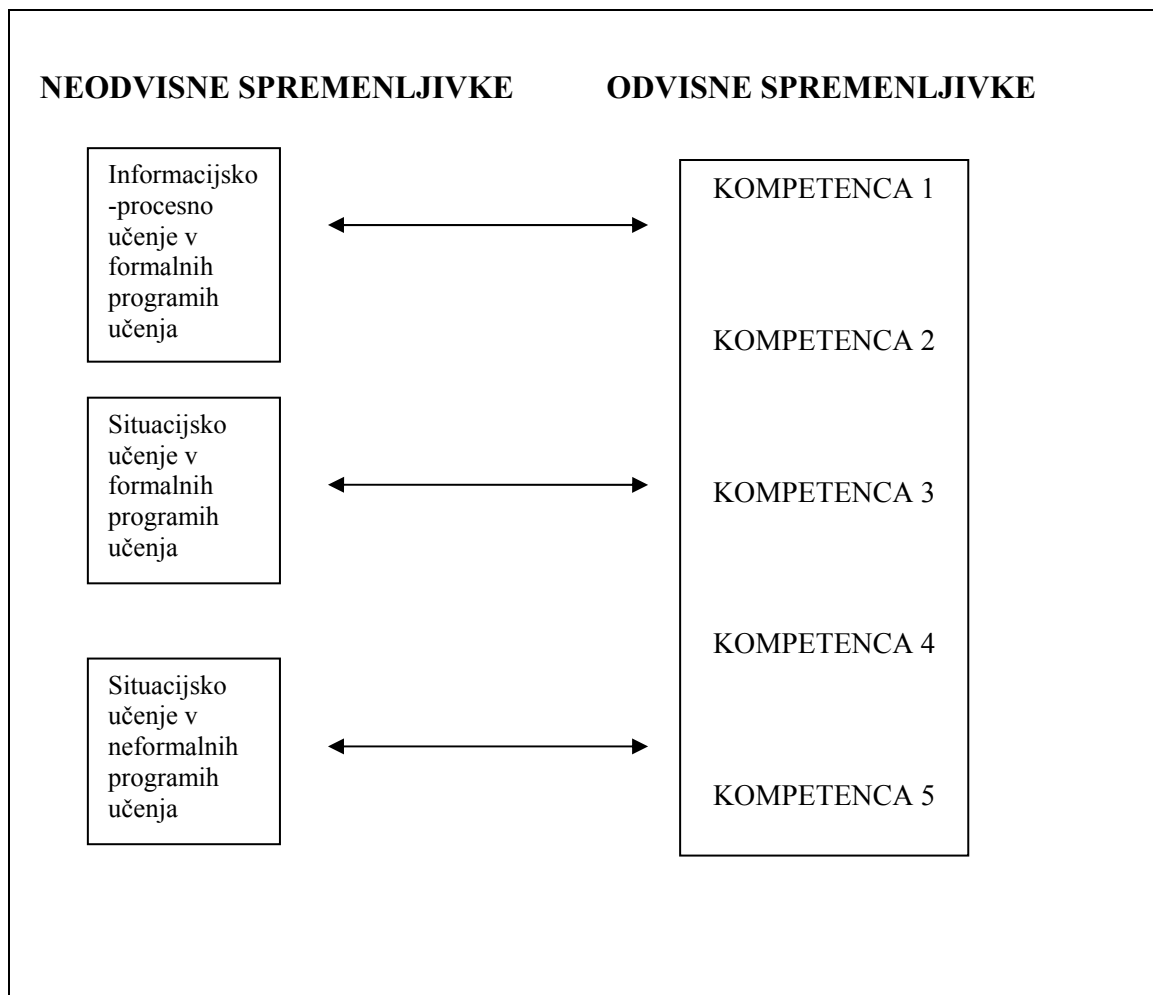 NEODVISNE SPREMENLJIVKE
ODVISNE SPREMENLJIVKE
Informacijsko
-procesno
učenje v
formalnih
programih
učenja
Situacijsko
učenje v
formalnih
programih
učenja
Situacijsko
učenje v
neformalnih
programih
učenja
KOMPETENCA 1
KOMPETENCA 2
KOMPETENCA 3
KOMPETENCA 4
KOMPETENCA 5